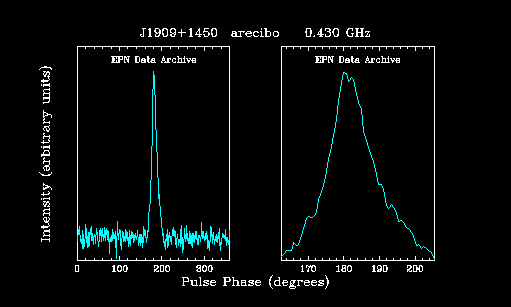 J1909+1450 arecibo 0.430 GHz
EPN Data Archive
EPN Data Archive
Intensity (arbitrary units)
0 100 200 300
170 180 190 200
Pulse Phase (degrees)